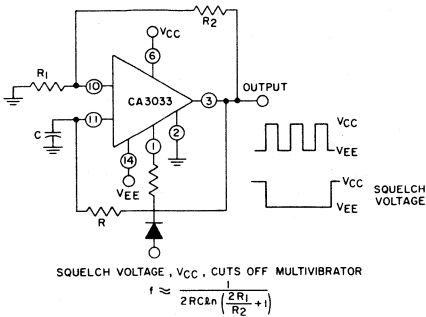 R2
VCC
6
R1
10
CA3033
3
OUTPUT
11
C
2
1
14
VEE
R
VCC
VEE
VCC
VEE
SQUELCH
VOLTAGE
SQUELCH VOLTAGE, VCC, CUTS OFF MULTIVIBRATOR
f ≈ 1 / 2RCℓn (2R1/R2 + 1)